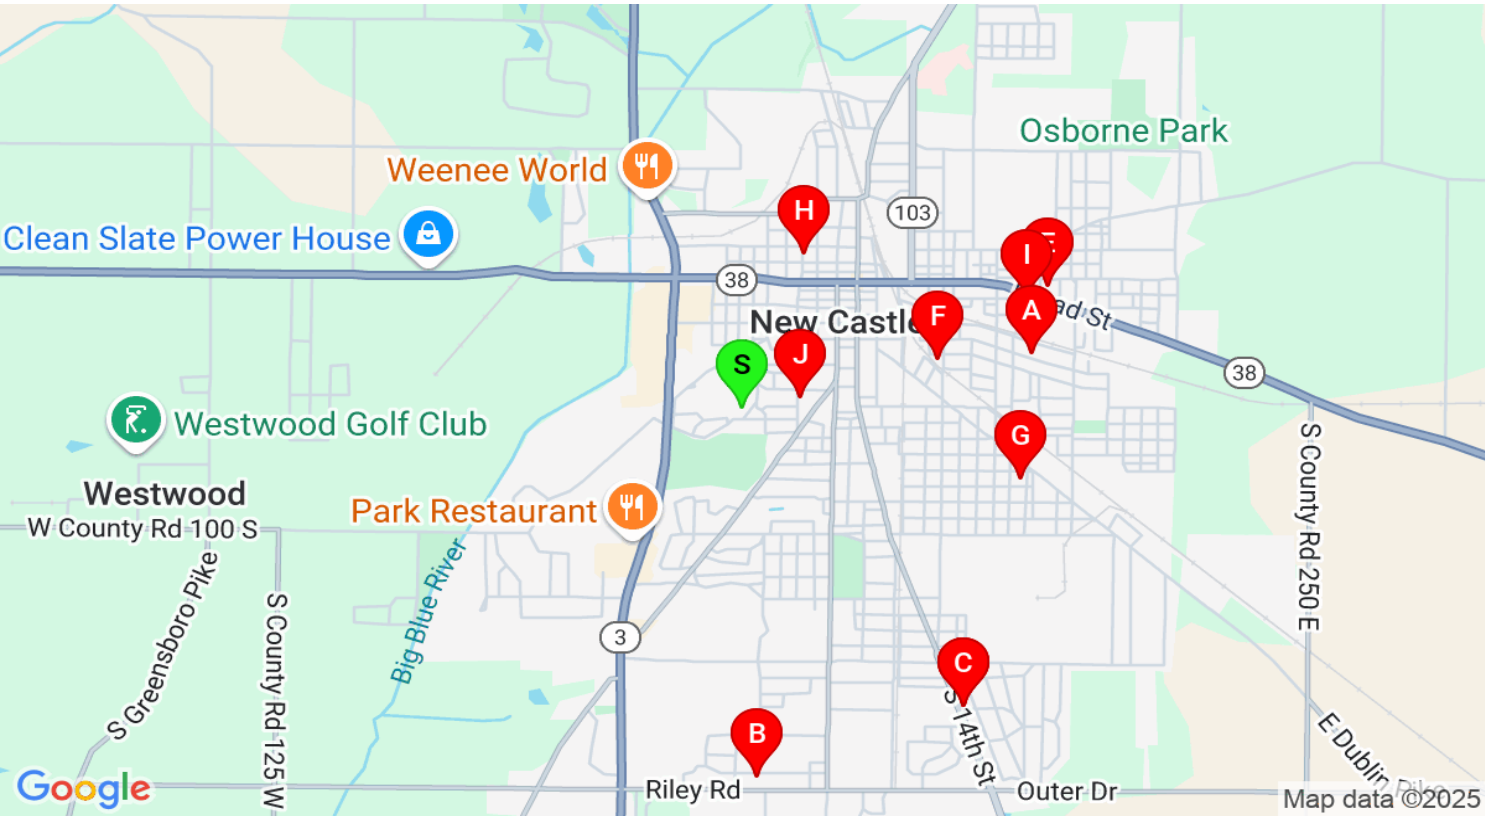 Osborne Park
Weenee World
H
103
Clean Slate Power House
E
I
38
New Castle
F
A
ad St
S
J
38
Westwood Golf Club
G
Westwood
Park Restaurant
W County Rd 100 S
S County Rd 250 E
Big Blue River
S Greensboro Pike
S County Rd 125 W
3
C
S 14th St
B
E Dublin Pike
Riley Rd
Outer Dr
Google
Map data ©2025